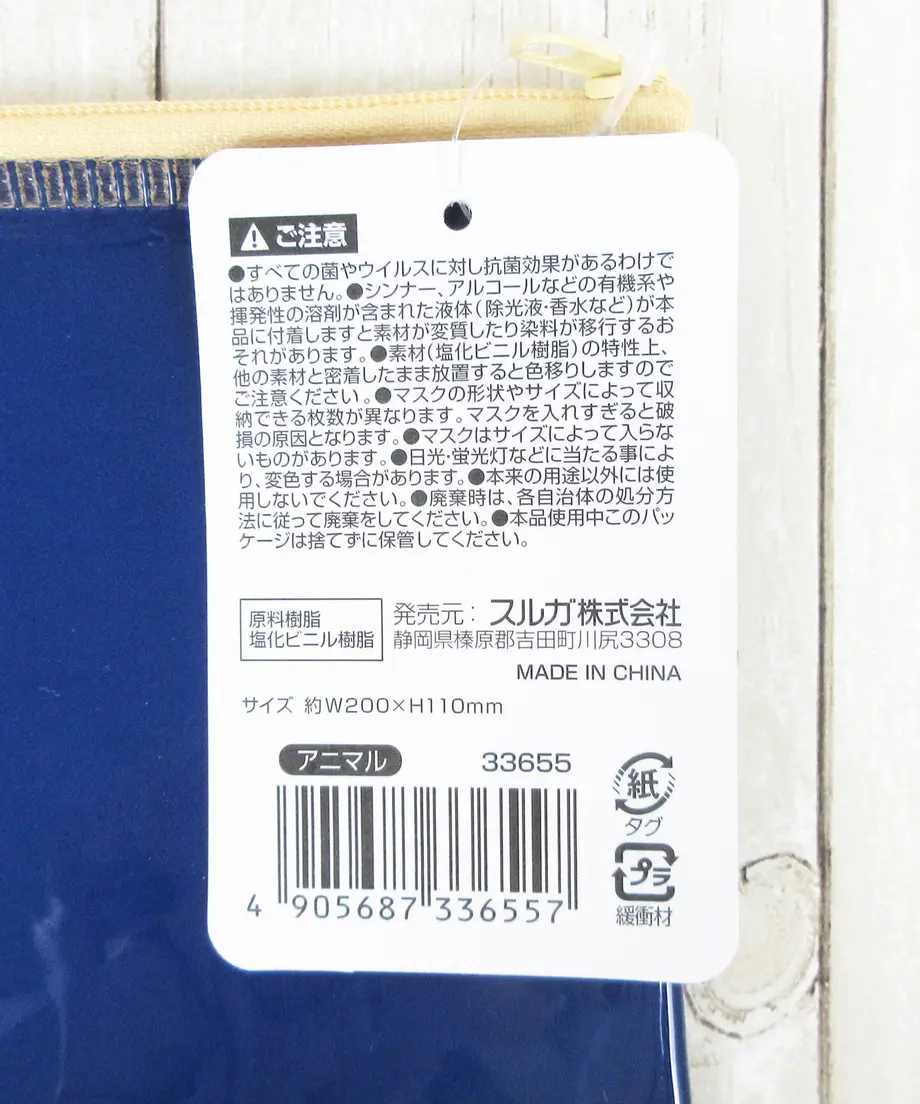 ご注意
●すべての菌やウイルスに対し抗菌効果があるわけで
はありません。●シンナー、アルコールなどの有機系や
揮発性の溶剤が含まれた液体(除光液・香水など)が本
品に付着しますと素材が変質したり染料が移行するお
それがあります。●素材(塩化ビニル樹脂)の特性上、
他の素材と密着したまま放置すると色移りしますので
ご注意ください。●マスクの形状やサイズによって収
納できる枚数が異なります。マスクを入れすぎると破
損の原因となります。●マスクはサイズによって入らな
いものがあります。●日光・蛍光灯などに当たる事によ
り、変色する場合があります。●本来の用途以外には使
用しないでください。●廃棄時は、各自治体の処分方
法に従って廃棄をしてください。●本品使用中このパッ
ケージは捨てずに保管してください。
原料樹脂
塩化ビニル樹脂
発売元：スルガ株式会社
静岡県榛原郡吉田町川尻3308
MADE IN CHINA
サイズ 約W200×H110mm
アニマル 33655
4 905687 336557
紙
タグ
プラ
緩衝材